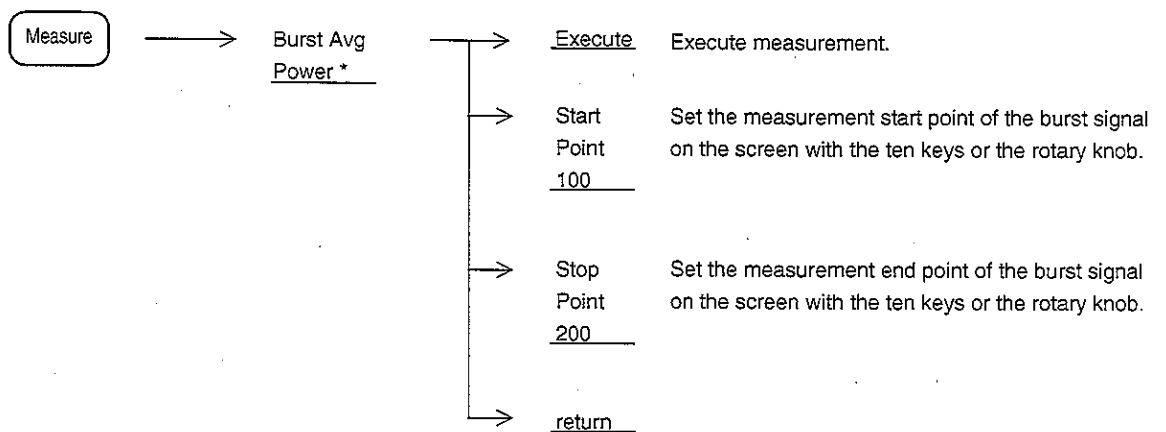 Measure
Burst Avg
Power *
Execute
Execute measurement.
Start
Point
100
Set the measurement start point of the burst signal
on the screen with the ten keys or the rotary knob.
Stop
Point
200
Set the measurement end point of the burst signal
on the screen with the ten keys or the rotary knob.
return